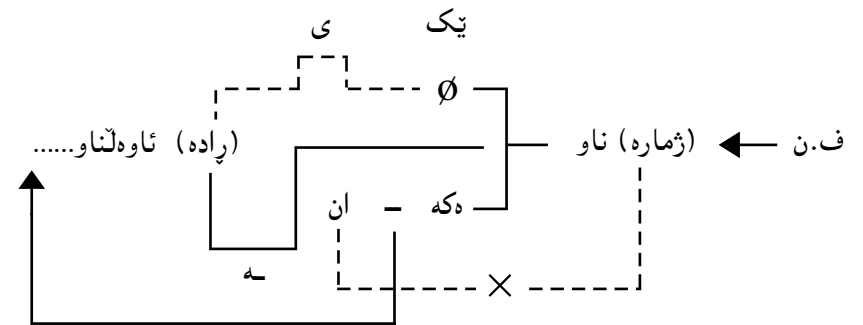 ێک ی
Ø
ف.ن (ژمارە) ناو (ڕادە) ئاوەڵناو......
ەکە – ان
ـە
×